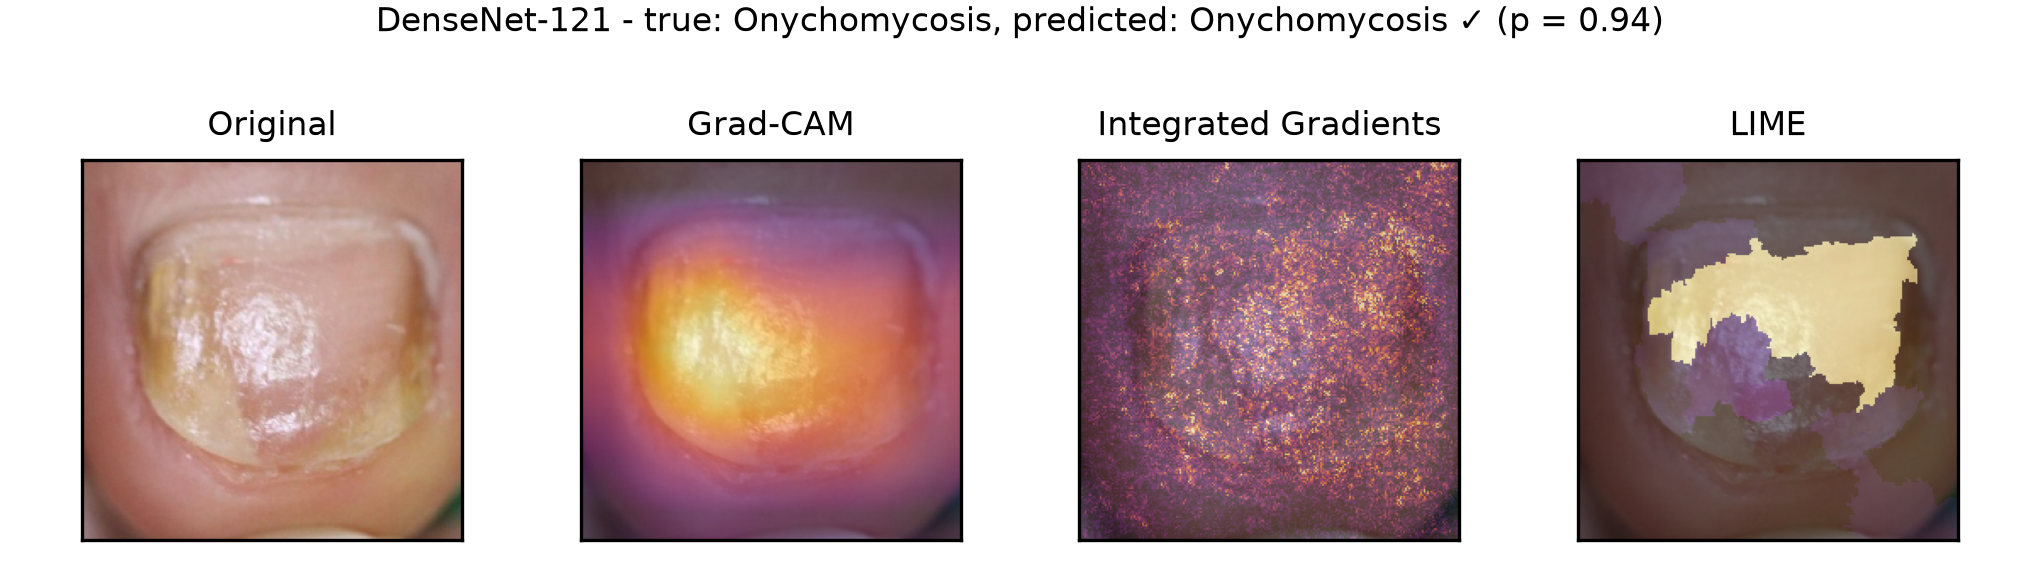 DenseNet-121 - true: Onychomycosis, predicted: Onychomycosis ✓ (p = 0.94)
Original
Grad-CAM
Integrated Gradients
LIME